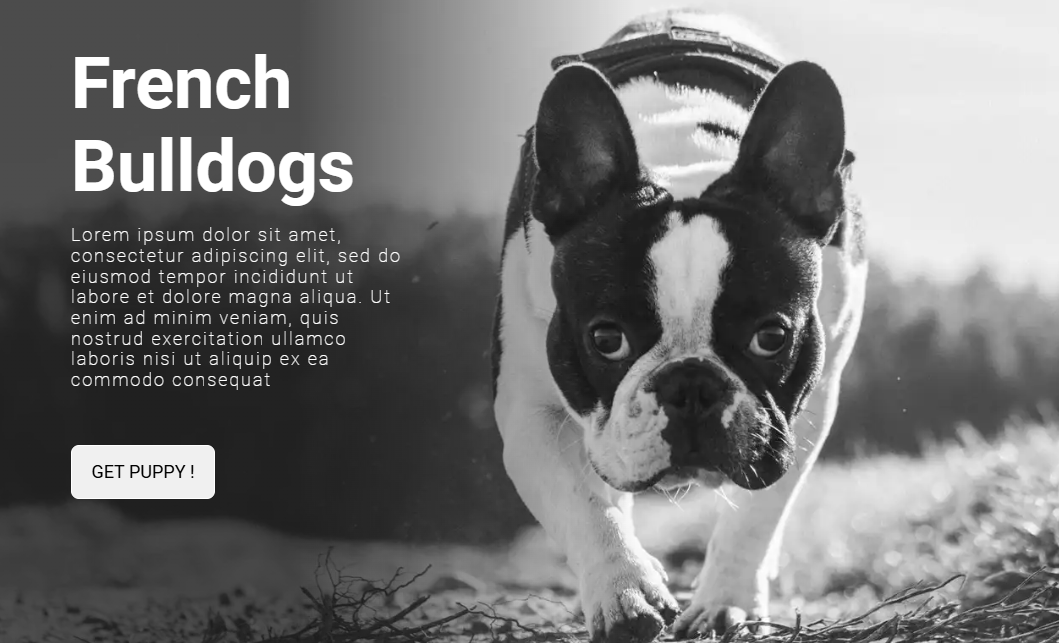 French
Bulldogs
Lorem ipsum dolor sit amet,
consectetur adipiscing elit, sed do
eiusmod tempor incididunt ut
labore et dolore magna aliqua. Ut
enim ad minim veniam, quis
nostrud exercitation ullamco
laboris nisi ut aliquip ex ea
commodo consequat
GET PUPPY !